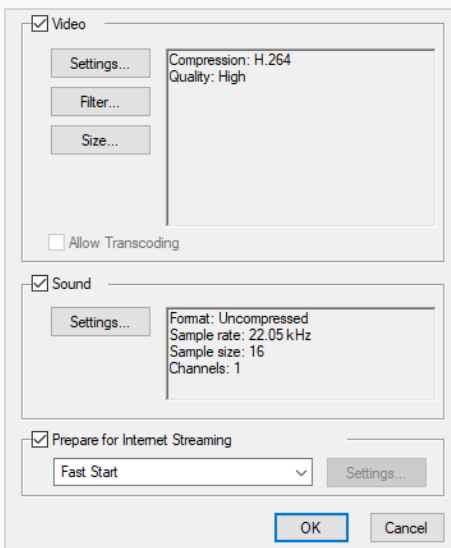 Video
Settings...
Compression: H.264
Quality: High
Filter...
Size...
Allow Transcoding
Sound
Settings...
Format: Uncompressed
Sample rate: 22.05 kHz
Sample size: 16
Channels: 1
Prepare for Internet Streaming
Fast Start
Settings...
OK
Cancel